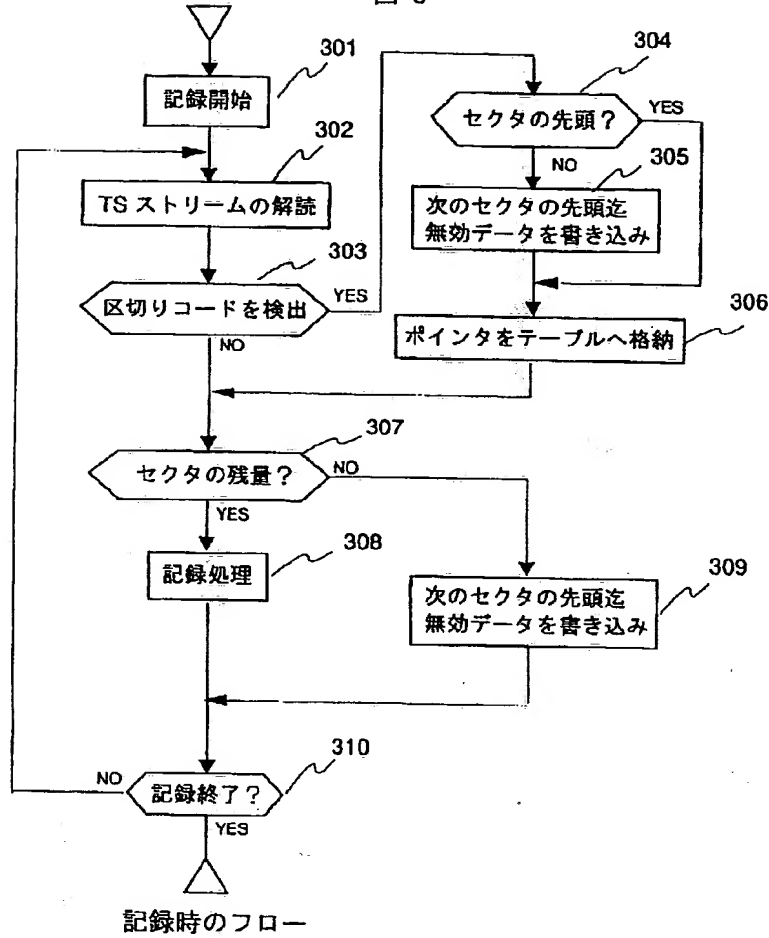 301
記録開始
302
TS ストリームの解読
303
区切りコードを検出
YES
NO
304
セクタの先頭?
YES
NO
305
次のセクタの先頭迄
無効データを書き込み
306
ポインタをテーブルへ格納
307
セクタの残量?
NO
YES
308
記録処理
309
次のセクタの先頭迄
無効データを書き込み
310
NO
記録終了?
YES
記録時のフロー